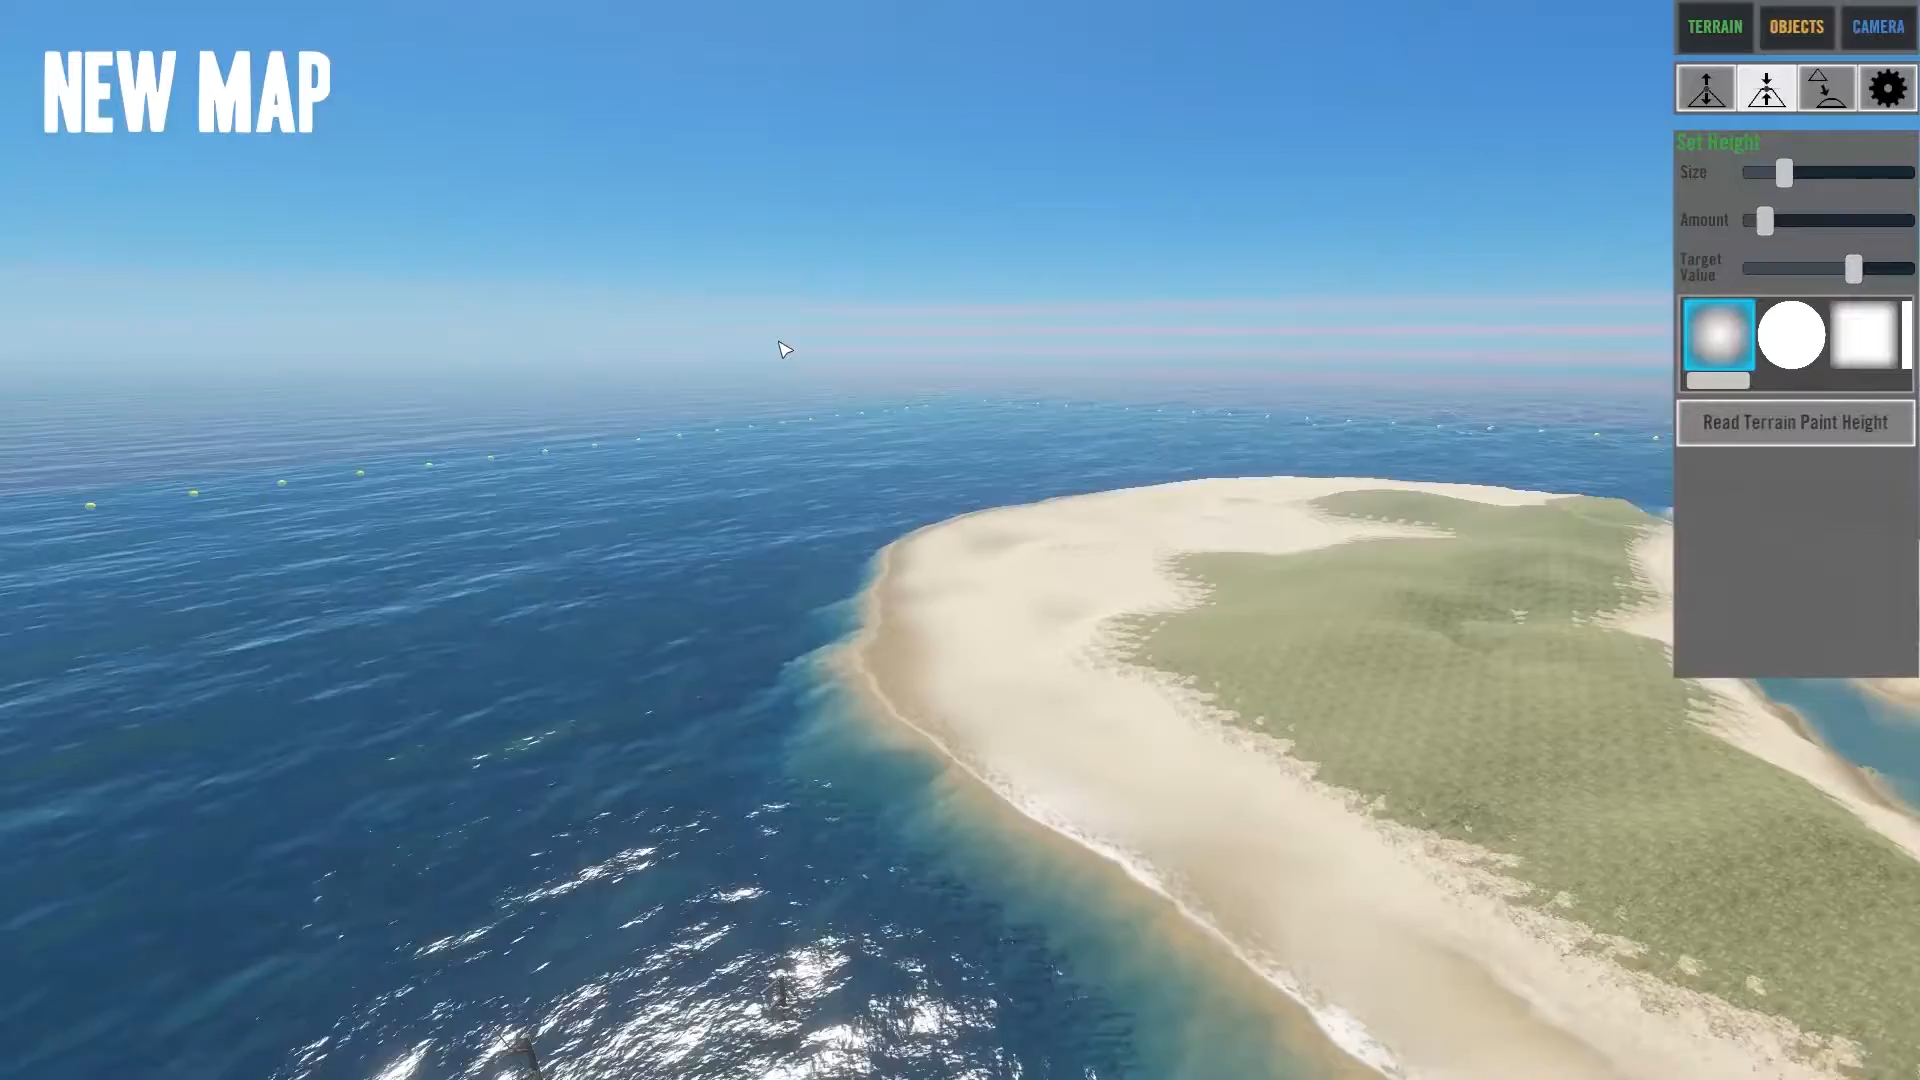 NEW MAP
TERRAIN OBJECTS CAMERA
Set Height
Size
Amount
Target
Value
Read Terrain Paint Height